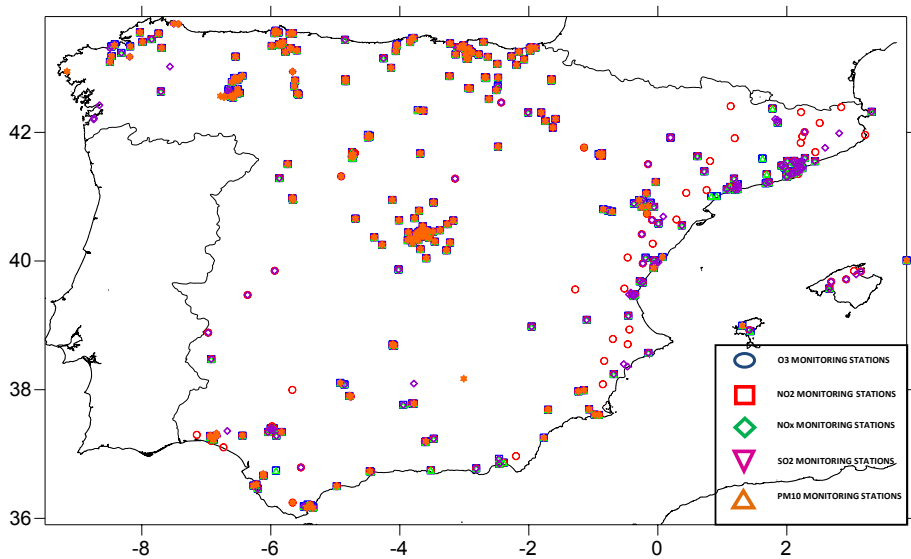 42
40
38
36
-8
-6
-4
-2
0
2
O3 MONITORING STATIONS
NO2 MONITORING STATIONS
NOx MONITORING STATIONS
SO2 MONITORING STATIONS
PM10 MONITORING STATIONS